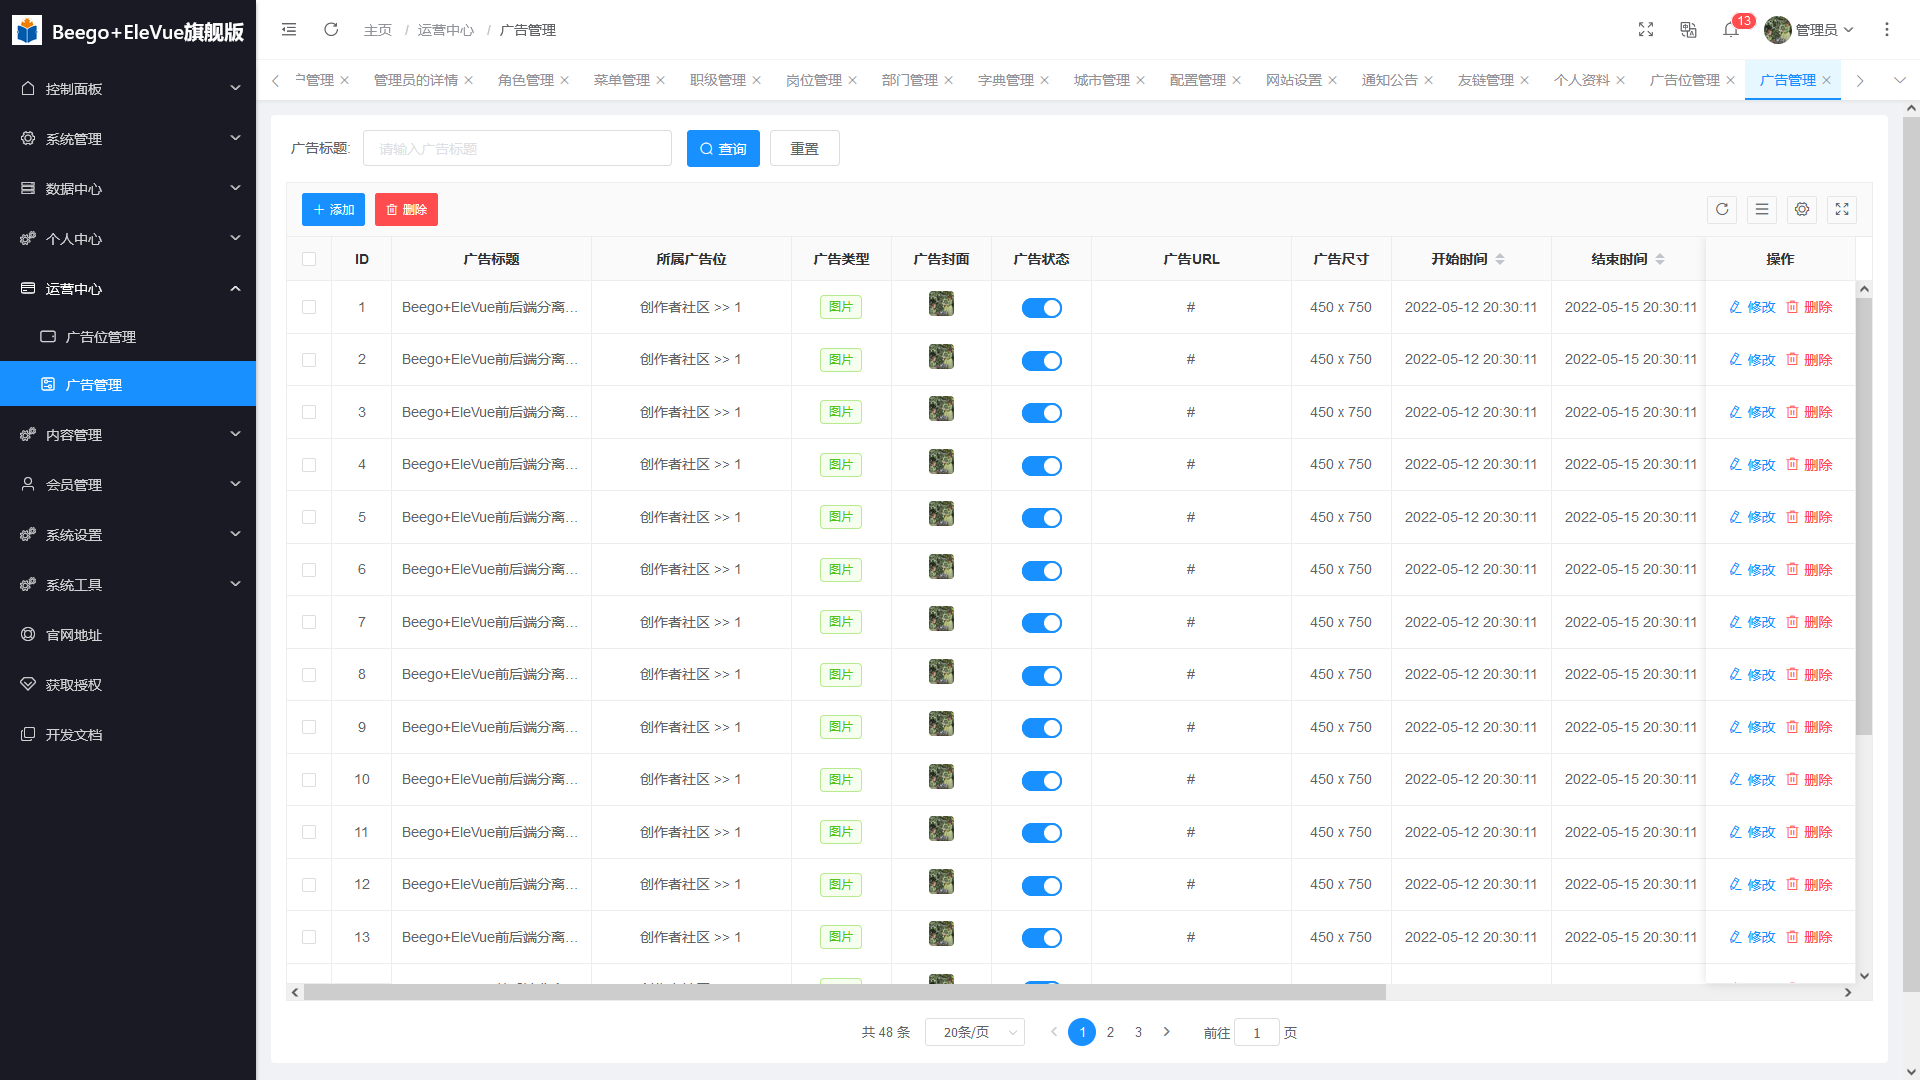 Beego+EleVue旗舰版
主页 / 运营中心 / 广告管理
13
管理员
户管理 管理员的详情 角色管理 菜单管理 职级管理 岗位管理 部门管理 字典管理 城市管理 配置管理 网站设置 通知公告 友链管理 个人资料 广告位管理 广告管理
控制面板
系统管理
数据中心
个人中心
运营中心
广告位管理
广告管理
内容管理
会员管理
系统设置
系统工具
官网地址
获取授权
开发文档
广告标题: 请输入广告标题 查询 重置
添加 删除
ID 广告标题 所属广告位 广告类型 广告封面 广告状态 广告URL 广告尺寸 开始时间 结束时间 操作
1 Beego+EleVue前后端分离... 创作者社区 >> 1 图片 # 450 x 750 2022-05-12 20:30:11 2022-05-15 20:30:11 修改 删除
2 Beego+EleVue前后端分离... 创作者社区 >> 1 图片 # 450 x 750 2022-05-12 20:30:11 2022-05-15 20:30:11 修改 删除
3 Beego+EleVue前后端分离... 创作者社区 >> 1 图片 # 450 x 750 2022-05-12 20:30:11 2022-05-15 20:30:11 修改 删除
4 Beego+EleVue前后端分离... 创作者社区 >> 1 图片 # 450 x 750 2022-05-12 20:30:11 2022-05-15 20:30:11 修改 删除
5 Beego+EleVue前后端分离... 创作者社区 >> 1 图片 # 450 x 750 2022-05-12 20:30:11 2022-05-15 20:30:11 修改 删除
6 Beego+EleVue前后端分离... 创作者社区 >> 1 图片 # 450 x 750 2022-05-12 20:30:11 2022-05-15 20:30:11 修改 删除
7 Beego+EleVue前后端分离... 创作者社区 >> 1 图片 # 450 x 750 2022-05-12 20:30:11 2022-05-15 20:30:11 修改 删除
8 Beego+EleVue前后端分离... 创作者社区 >> 1 图片 # 450 x 750 2022-05-12 20:30:11 2022-05-15 20:30:11 修改 删除
9 Beego+EleVue前后端分离... 创作者社区 >> 1 图片 # 450 x 750 2022-05-12 20:30:11 2022-05-15 20:30:11 修改 删除
10 Beego+EleVue前后端分离... 创作者社区 >> 1 图片 # 450 x 750 2022-05-12 20:30:11 2022-05-15 20:30:11 修改 删除
11 Beego+EleVue前后端分离... 创作者社区 >> 1 图片 # 450 x 750 2022-05-12 20:30:11 2022-05-15 20:30:11 修改 删除
12 Beego+EleVue前后端分离... 创作者社区 >> 1 图片 # 450 x 750 2022-05-12 20:30:11 2022-05-15 20:30:11 修改 删除
13 Beego+EleVue前后端分离... 创作者社区 >> 1 图片 # 450 x 750 2022-05-12 20:30:11 2022-05-15 20:30:11 修改 删除
共 48 条 20条/页 1 2 3 前往 1 页